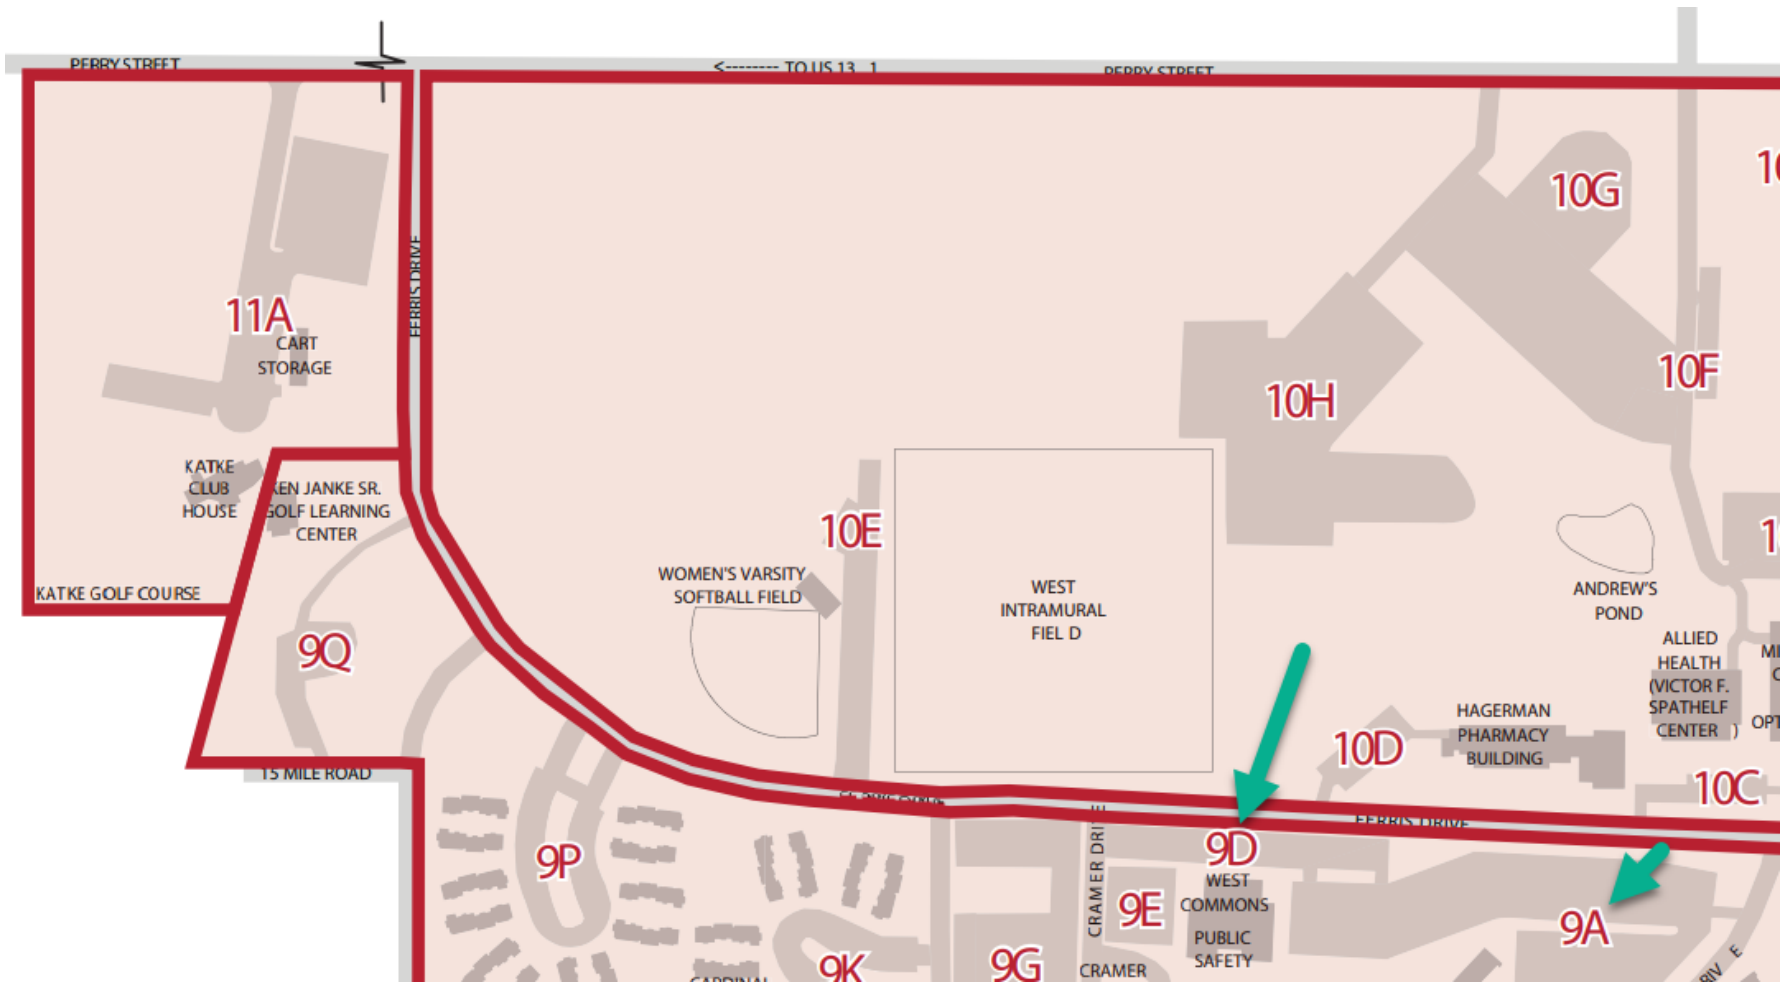 PERRY STREET
<-------- TO US 13 1
PERRY STREET
10G
FERRIS DRIVE
11A
CART
STORAGE
10F
10H
KATKE
CLUB
HOUSE
KEN JANKE SR.
GOLF LEARNING
CENTER
10E
WOMEN'S VARSITY
SOFTBALL FIELD
WEST
INTRAMURAL
FIEL D
ANDREW'S
POND
KATKE GOLF COURSE
9Q
ALLIED
HEALTH
(VICTOR F.
SPATHELF
CENTER )
HAGERMAN
PHARMACY
BUILDING
10D
10C
15 MILE ROAD
FERRIS DRIVE
CRAMER DRIVE
9P
9D
WEST
COMMONS
PUBLIC
SAFETY
9E
9A
9K
9G
CRAMER